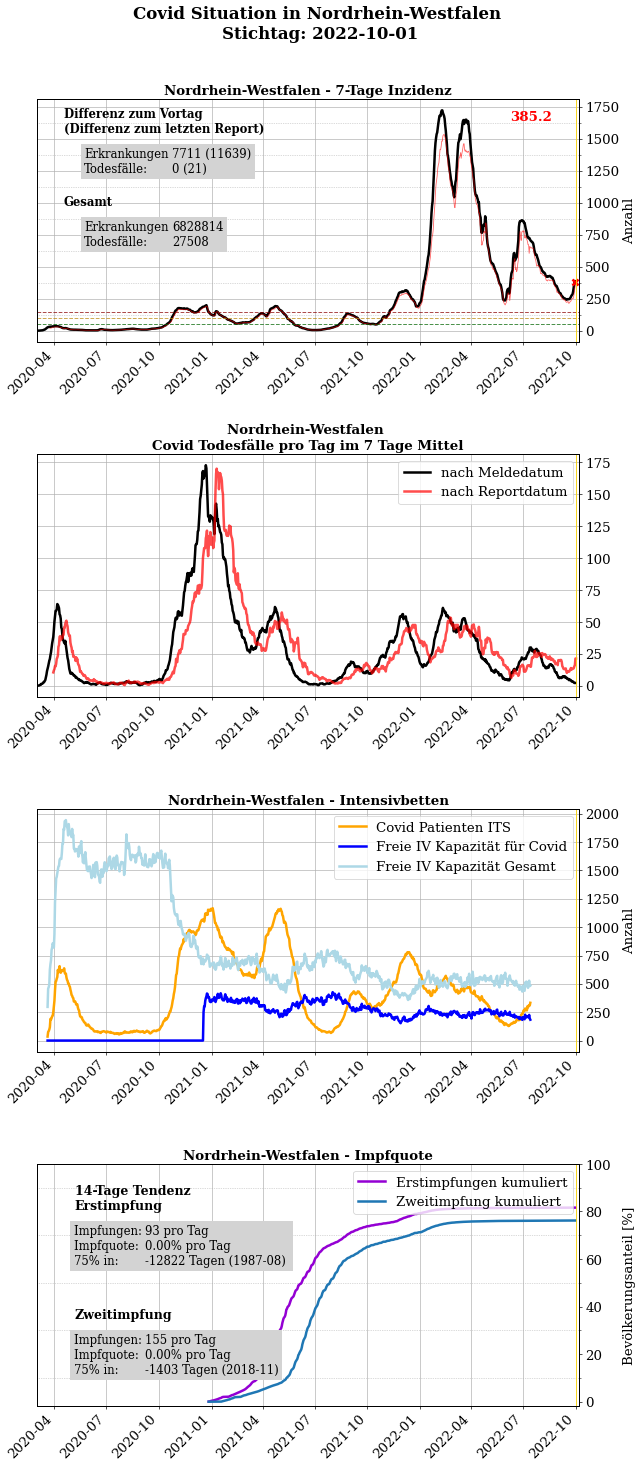 Covid Situation in Nordrhein-Westfalen
Stichtag: 2022-10-01
Nordrhein-Westfalen - 7-Tage Inzidenz
Differenz zum Vortag
(Differenz zum letzten Report)
Erkrankungen 7711 (11639)
Todesfälle: 0 (21)
Gesamt
Erkrankungen 6828814
Todesfälle: 27508
385.2
1750
1500
1250
1000
750
500
250
0
Anzahl
2020-04
2020-07
2020-10
2021-01
2021-04
2021-07
2021-10
2022-01
2022-04
2022-07
2022-10
Nordrhein-Westfalen
Covid Todesfälle pro Tag im 7 Tage Mittel
nach Meldedatum
nach Reportdatum
175
150
125
100
75
50
25
0
2020-04
2020-07
2020-10
2021-01
2021-04
2021-07
2021-10
2022-01
2022-04
2022-07
2022-10
Nordrhein-Westfalen - Intensivbetten
Covid Patienten ITS
Freie IV Kapazität für Covid
Freie IV Kapazität Gesamt
2000
1750
1500
1250
1000
750
500
250
0
Anzahl
2020-04
2020-07
2020-10
2021-01
2021-04
2021-07
2021-10
2022-01
2022-04
2022-07
2022-10
Nordrhein-Westfalen - Impfquote
14-Tage Tendenz
Erstimpfung
Impfungen: 93 pro Tag
Impfquote: 0.00% pro Tag
75% in: -12822 Tagen (1987-08)
Zweitimpfung
Impfungen: 155 pro Tag
Impfquote: 0.00% pro Tag
75% in: -1403 Tagen (2018-11)
Erstimpfungen kumuliert
Zweitimpfung kumuliert
100
80
60
40
20
0
Bevölkerungsanteil [%]
2020-04
2020-07
2020-10
2021-01
2021-04
2021-07
2021-10
2022-01
2022-04
2022-07
2022-10